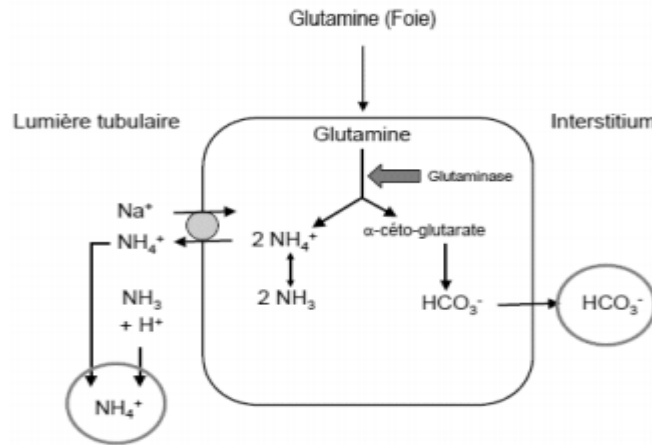 Glutamine (Foie)
Lumière tubulaire
Interstitium
Glutamine
Glutaminase
Na⁺
NH₄⁺
2 NH₄⁺
α-céto-glutarate
NH₃
+ H⁺
2 NH₃
HCO₃⁻
HCO₃⁻
NH₄⁺